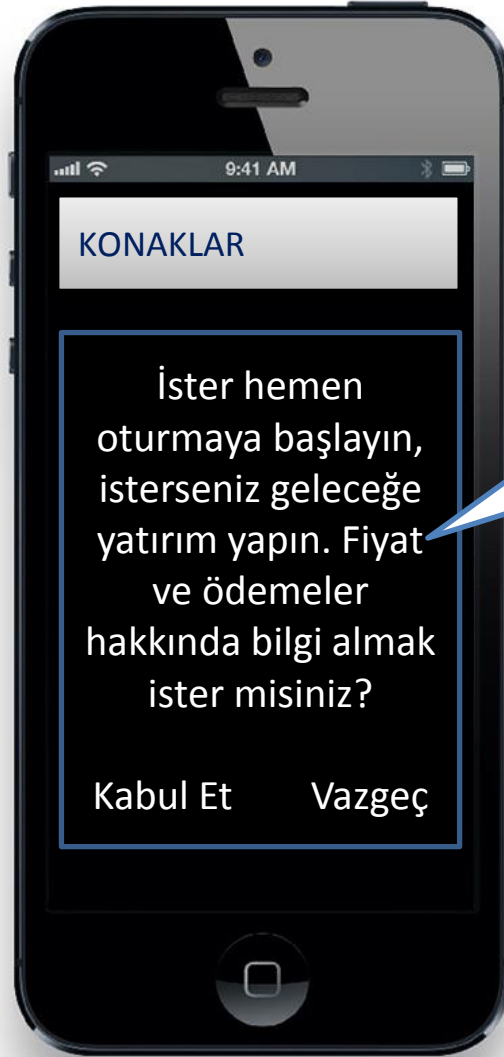 9:41 AM
KONAKLAR
İster hemen
oturmaya başlayın,
isterseniz geleceğe
yatırım yapın. Fiyat
ve ödemeler
hakkında bilgi almak
ister misiniz?
Kabul Et Vazgeç